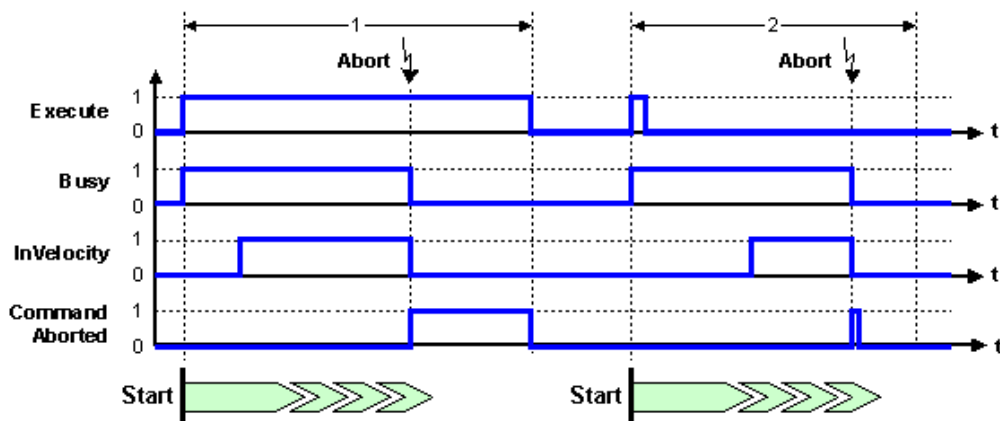 1
2
Abort
Abort
Execute
1
0
t
Busy
1
0
t
InVelocity
1
0
t
Command
Aborted
1
0
t
Start
Start